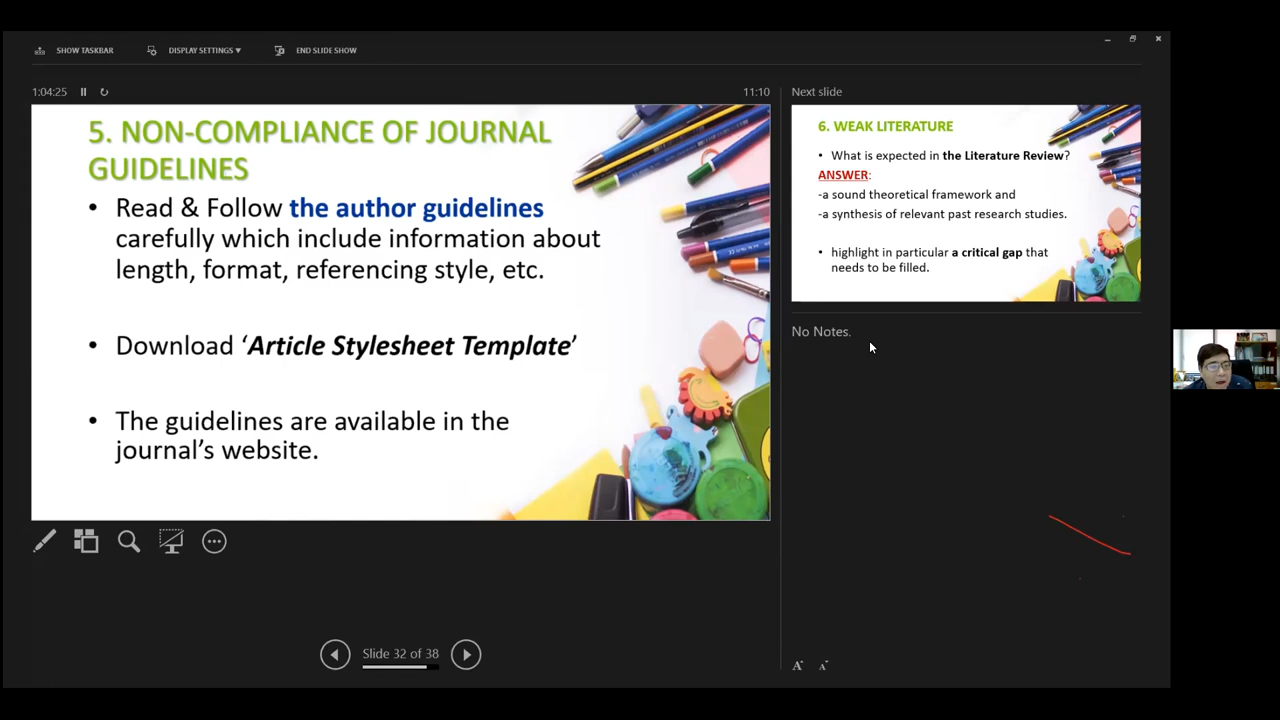 SHOW TASKBAR
DISPLAY SETTINGS ▾
END SLIDE SHOW
1:04:25
11:10
5. NON-COMPLIANCE OF JOURNAL
GUIDELINES
• Read & Follow the author guidelines
carefully which include information about
length, format, referencing style, etc.
• Download ‘Article Stylesheet Template’
• The guidelines are available in the
journal’s website.
Slide 32 of 38
Next slide
6. WEAK LITERATURE
• What is expected in the Literature Review?
ANSWER:
-a sound theoretical framework and
-a synthesis of relevant past research studies.
• highlight in particular a critical gap that
needs to be filled.
No Notes.
A A